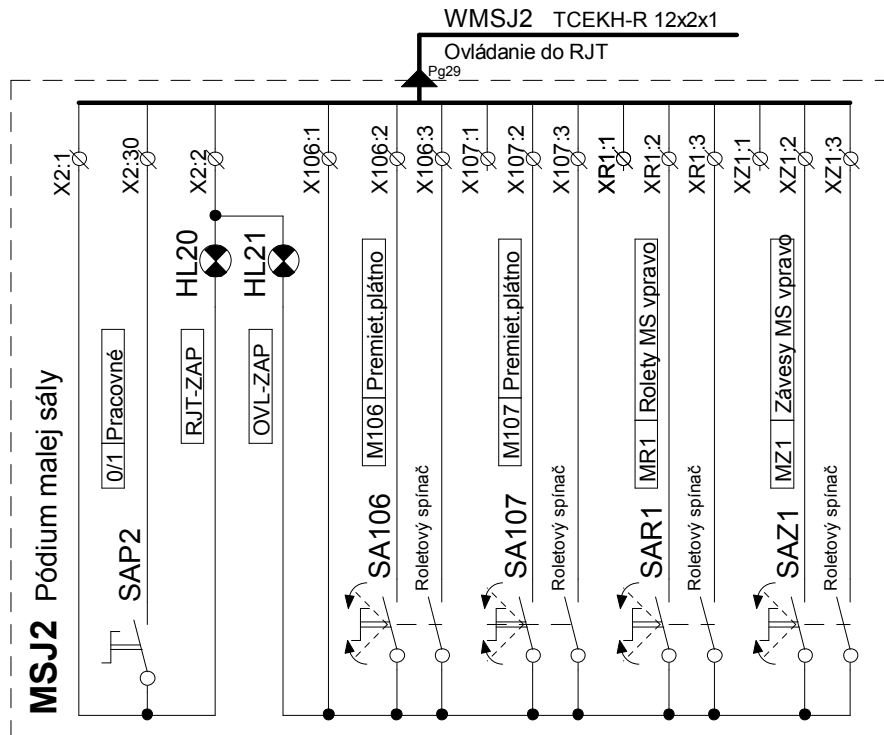 WMSJ2 TCEKH-R 12x2x1
Ovládanie do RJT
Pg29
X2:1
X2:30
X2:2
X106:1
X106:2
X106:3
X107:1
X107:2
X107:3
XR1:1
XR1:2
XR1:3
XZ1:1
XZ1:2
XZ1:3
HL20
HL21
0/1 Pracovné
RJT-ZAP
OVL-ZAP
M106 Premiet.plátno
M107 Premiet.plátno
MR1 Rolety MS vpravo
MZ1 Závesy MS vpravo
MSJ2 Pódium malej sály
SAP2
SA106
Roletový spínač
SA107
Roletový spínač
SAR1
Roletový spínač
SAZ1
Roletový spínač